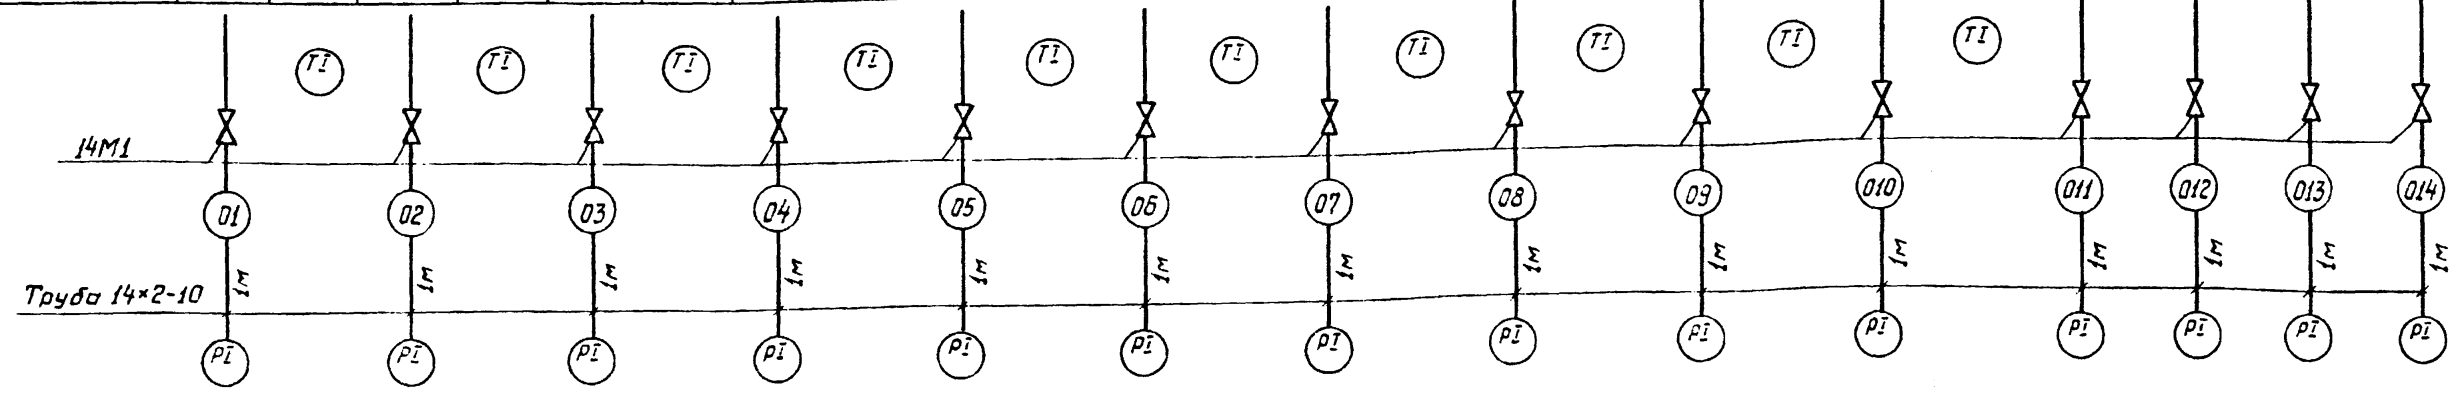 TI TI TI TI TI TI TI TI TI TI
14М1
01 02 03 04 05 06 07 08 09 010 011 012 013 014
1м 1м 1м 1м 1м 1м 1м 1м 1м 1м 1м 1м 1м 1м
Труба 14×2-10
PI PI PI PI PI PI PI PI PI PI PI PI PI PI